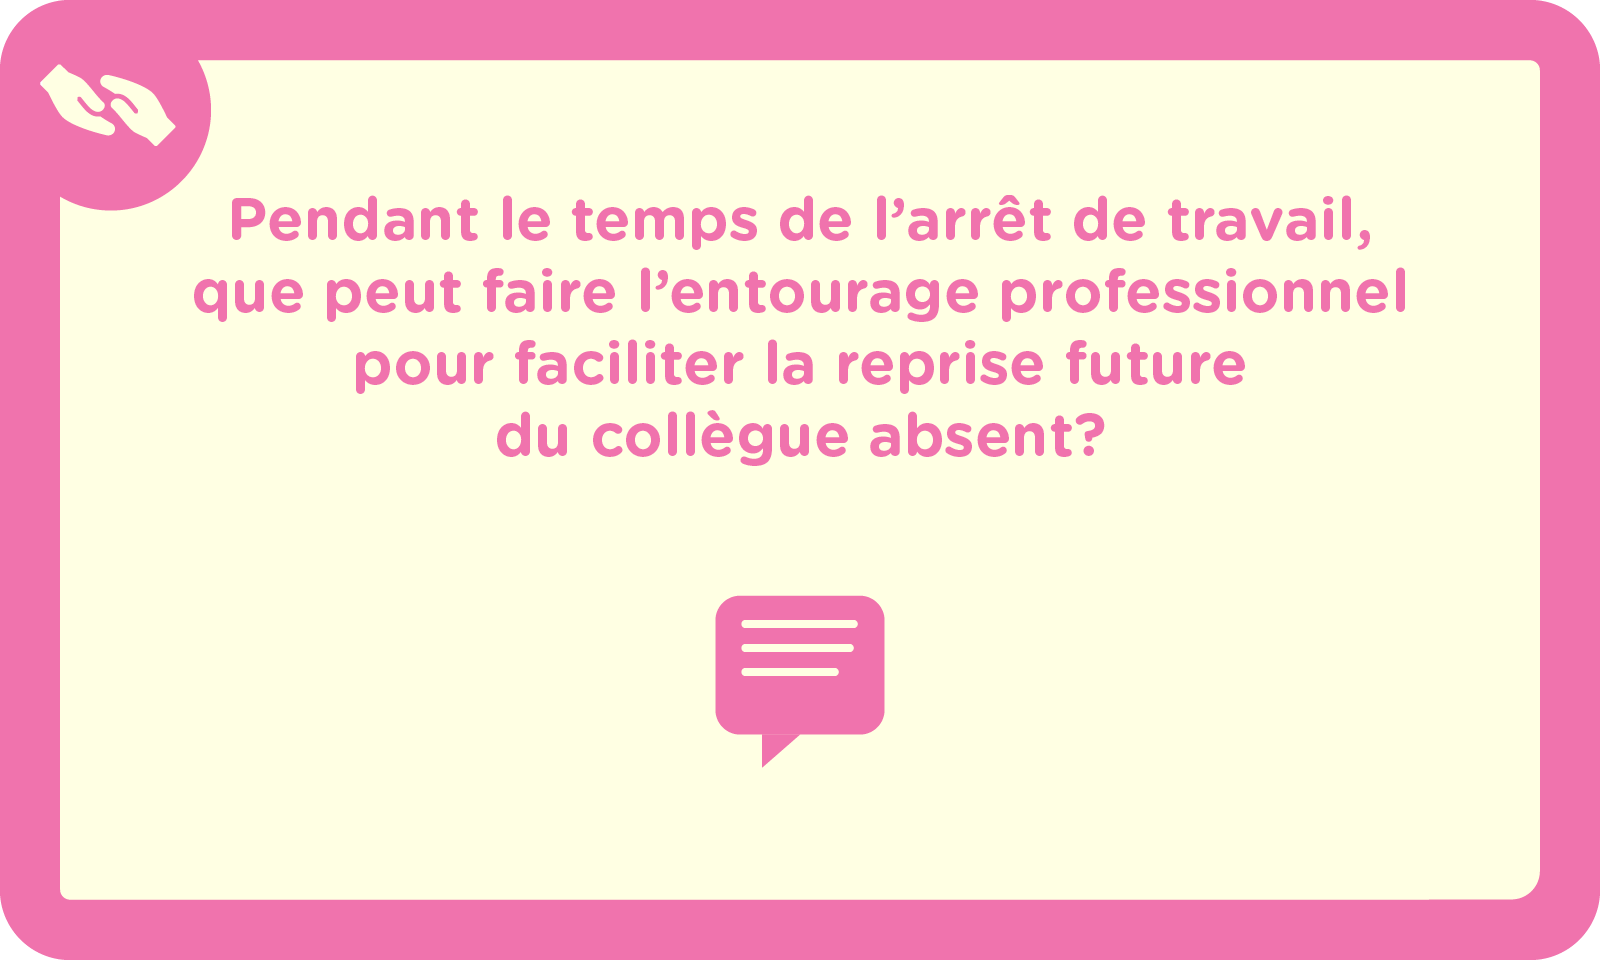 Pendant le temps de l’arrêt de travail,
que peut faire l’entourage professionnel
pour faciliter la reprise future
du collègue absent?